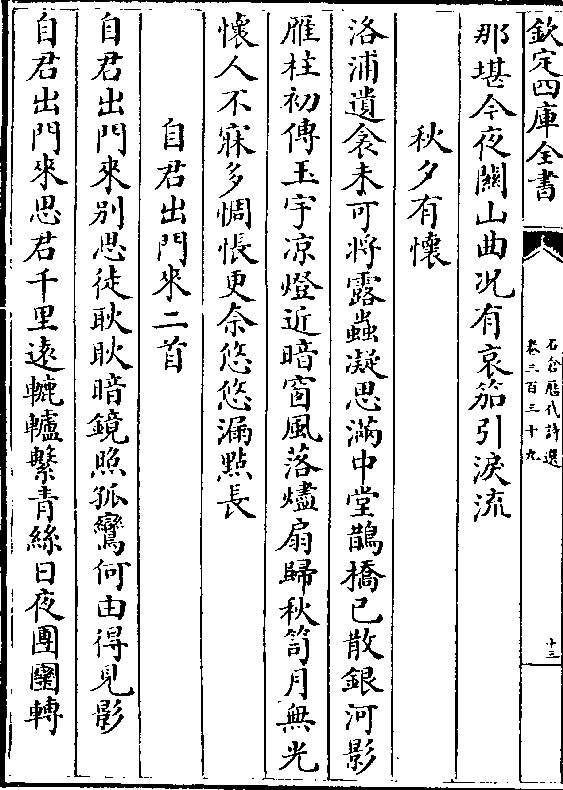 欽定四庫全書
石倉歷代詩選
卷三百三十九
十三
那堪今夜關山曲况有哀笳引淚流
秋夕有懷
洛浦遺衾未可將露蟲凝思滿中堂鵲橋已散銀河影
雁柱初傳玉宇凉燈近暗窗風落燼扇歸秋笥月無光
懷人不寐多惆悵更奈悠悠漏點長
自君出門來二首
自君出門來别思徒耿耿暗鏡照孤鸞何由得見影
自君出門來思君千里遠轆轤繫青絲日夜團圝轉